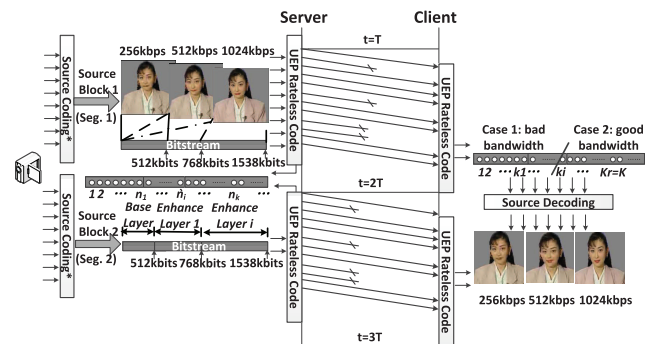 Server
Client
t=T
256kbps 512kbps 1024kbps
Source Coding*
Source
Block 1
(Seg. 1)
Bitstream
512kbits 768kbits 1538kbits
UEP Rateless Code
UEP Rateless Code
1 2 ... n1 ... ni ... nk ...
t=2T
Case 1: bad bandwidth
Case 2: good bandwidth
12 ...k1... ki ... Kr=K
Source Decoding
256kbps 512kbps 1024kbps
Source Coding*
Source
Block 2
(Seg. 2)
Base Layer
Enhance Layer 1
Enhance Layer i
Bitstream
512kbits 768kbits 1538kbits
UEP Rateless Code
UEP Rateless Code
t=3T